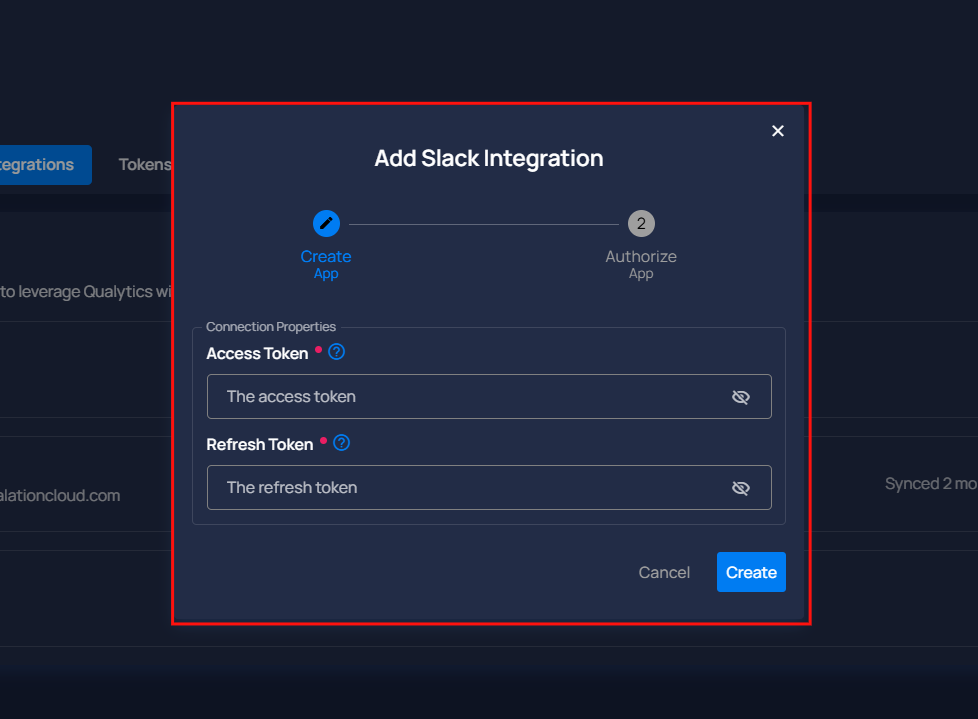 Add Slack Integration
tegrations Tokens
2
Create Authorize
App App
to leverage Qualytics wi
Connection Properties
Access Token
The access token
Refresh Token
The refresh token
Synced 2 mo
alationcloud.com
Cancel Create